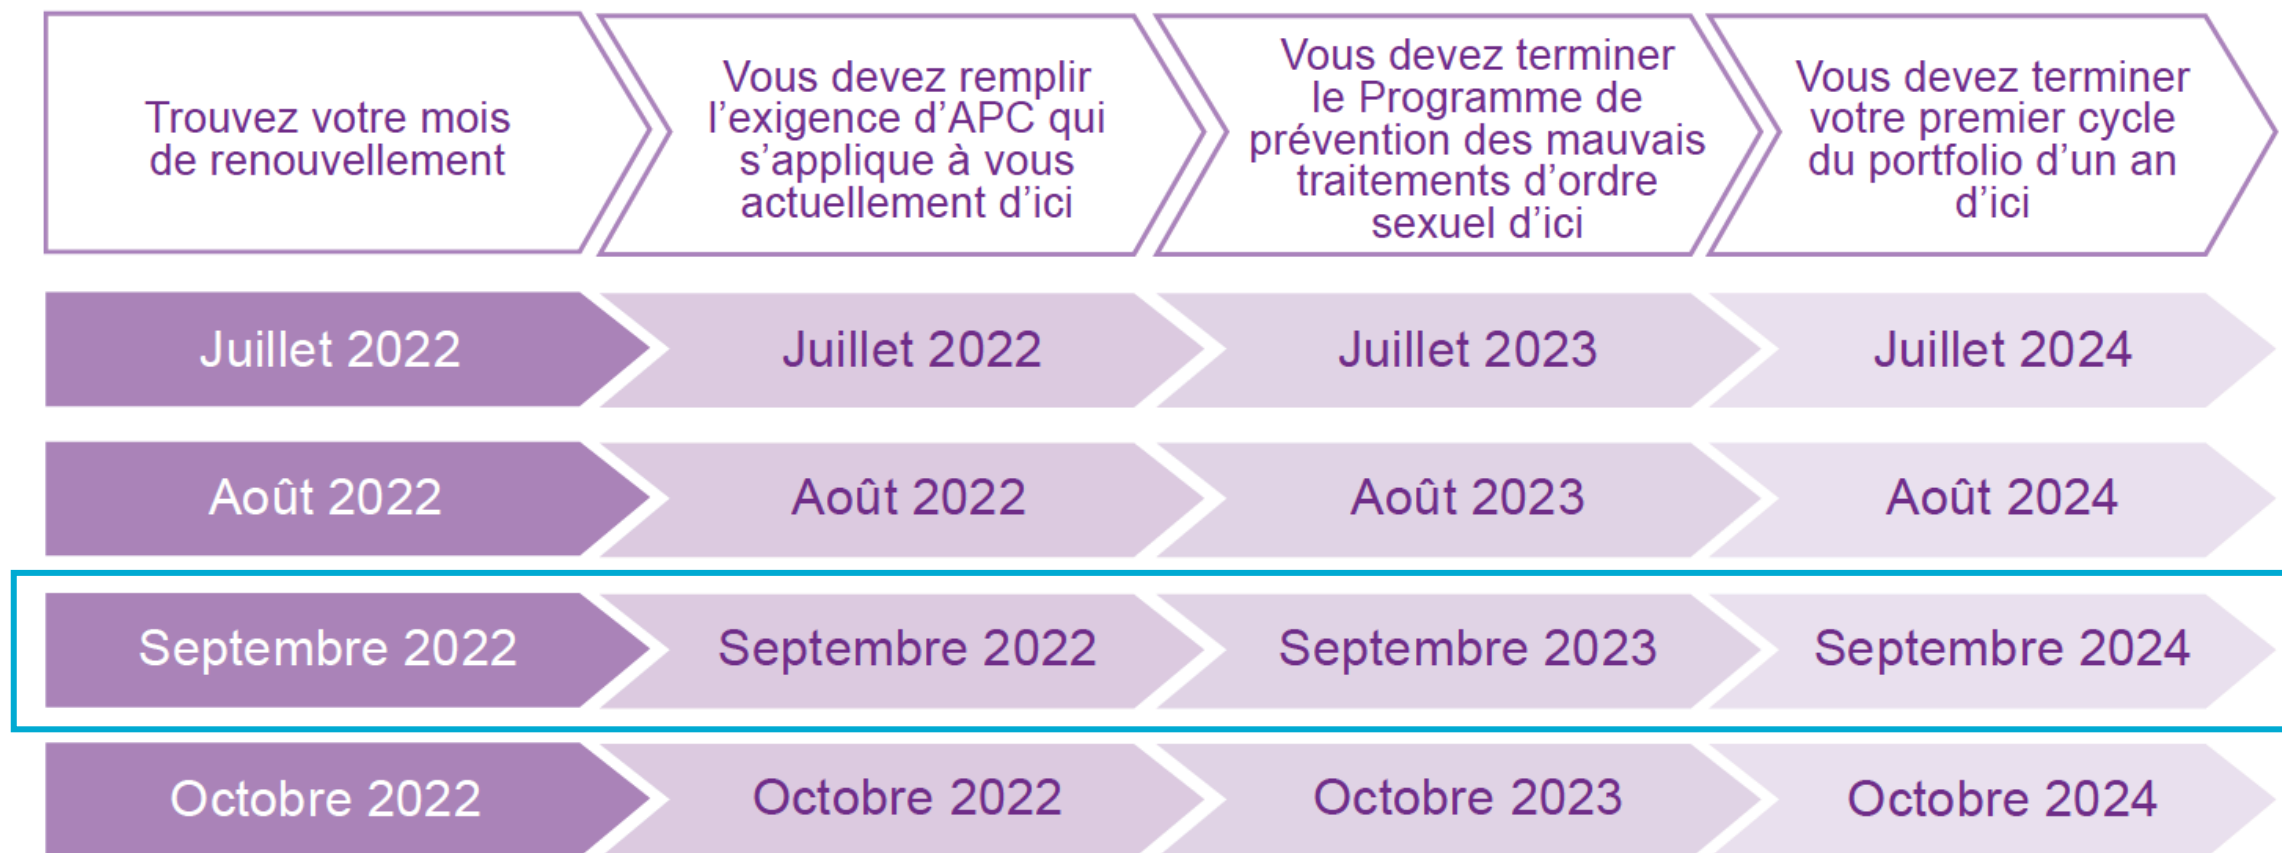 Trouvez votre mois
de renouvellement
Vous devez remplir
l’exigence d’APC qui
s’applique à vous
actuellement d’ici
Vous devez terminer
le Programme de
prévention des mauvais
traitements d’ordre
sexuel d’ici
Vous devez terminer
votre premier cycle
du portfolio d’un an
d’ici
Juillet 2022
Juillet 2022
Juillet 2023
Juillet 2024
Août 2022
Août 2022
Août 2023
Août 2024
Septembre 2022
Septembre 2022
Septembre 2023
Septembre 2024
Octobre 2022
Octobre 2022
Octobre 2023
Octobre 2024